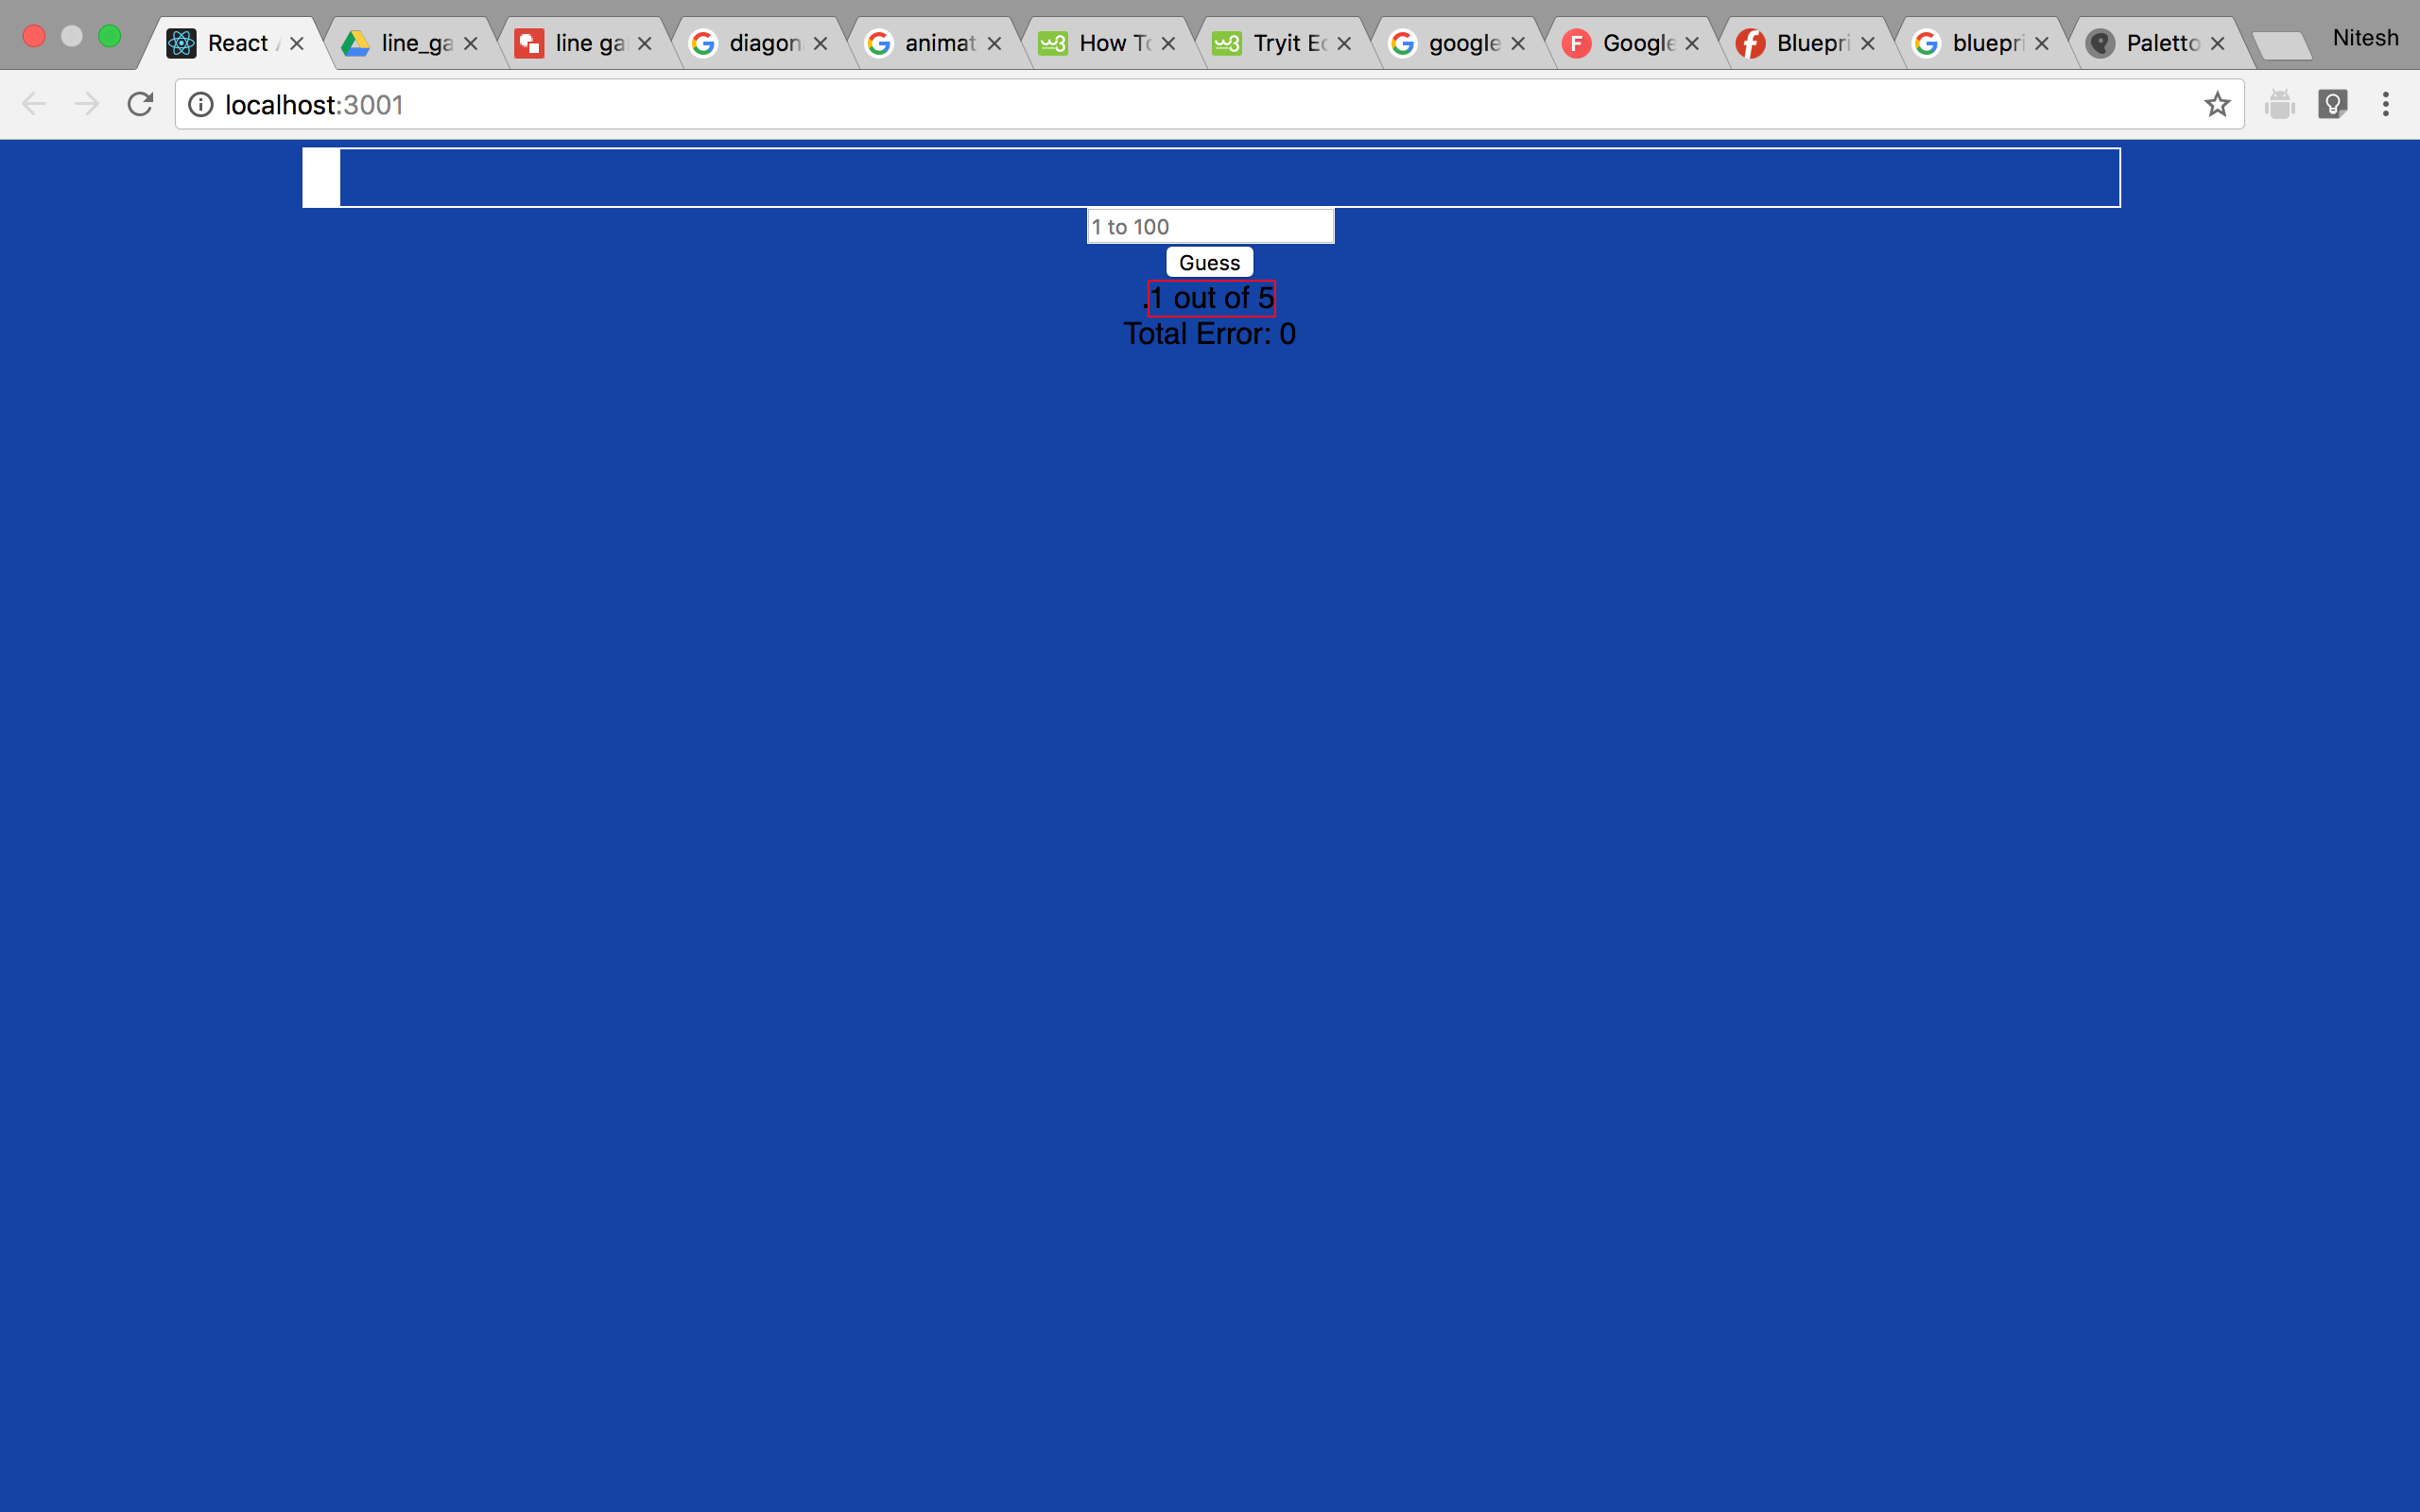 React
line_ga
line ga
diagon
animat
How To
Tryit Ed
google
Google
Bluepri
bluepri
Paletto
Nitesh
localhost:3001
1 to 100
Guess
.1 out of 5
Total Error: 0